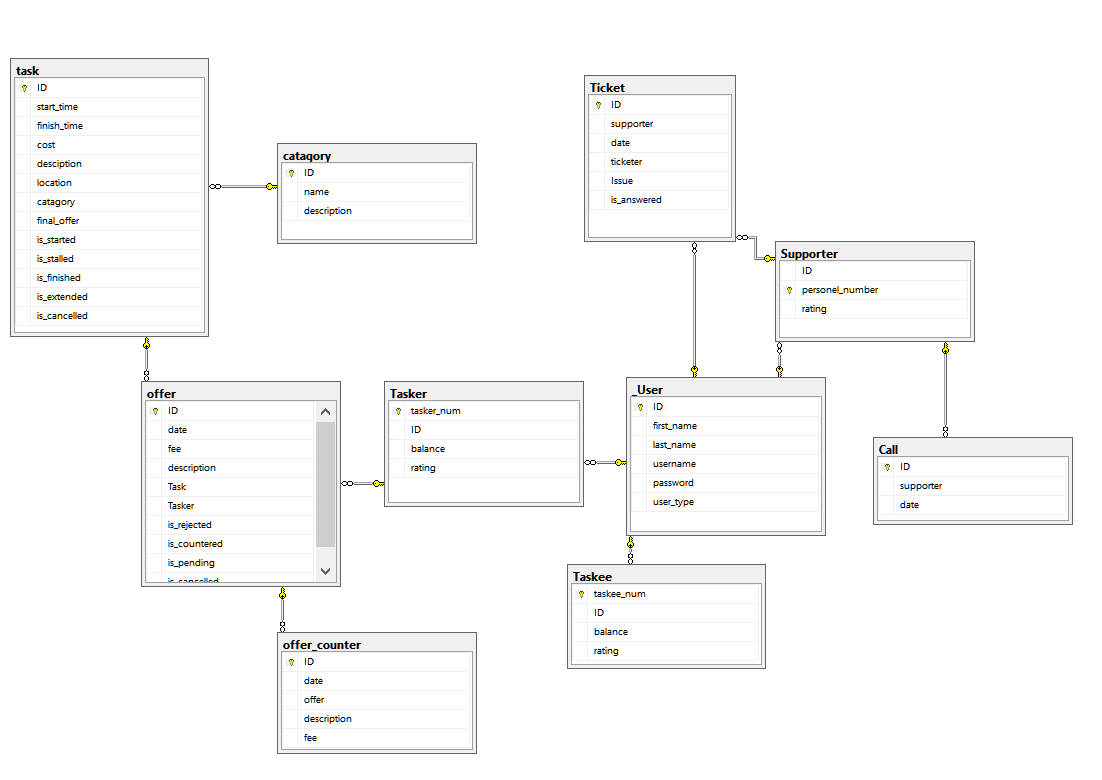 task
ID
start_time
finish_time
cost
desciption
location
catagory
final_offer
is_started
is_stalled
is_finished
is_extended
is_cancelled
catagory
ID
name
description
Ticket
ID
supporter
date
ticketer
Issue
is_answered
Supporter
ID
personel_number
rating
offer
ID
date
fee
description
Task
Tasker
is_rejected
is_countered
is_pending
is_cancelled
Tasker
tasker_num
ID
balance
rating
_User
ID
first_name
last_name
username
password
user_type
Call
ID
supporter
date
Taskee
taskee_num
ID
balance
rating
offer_counter
ID
date
offer
description
fee